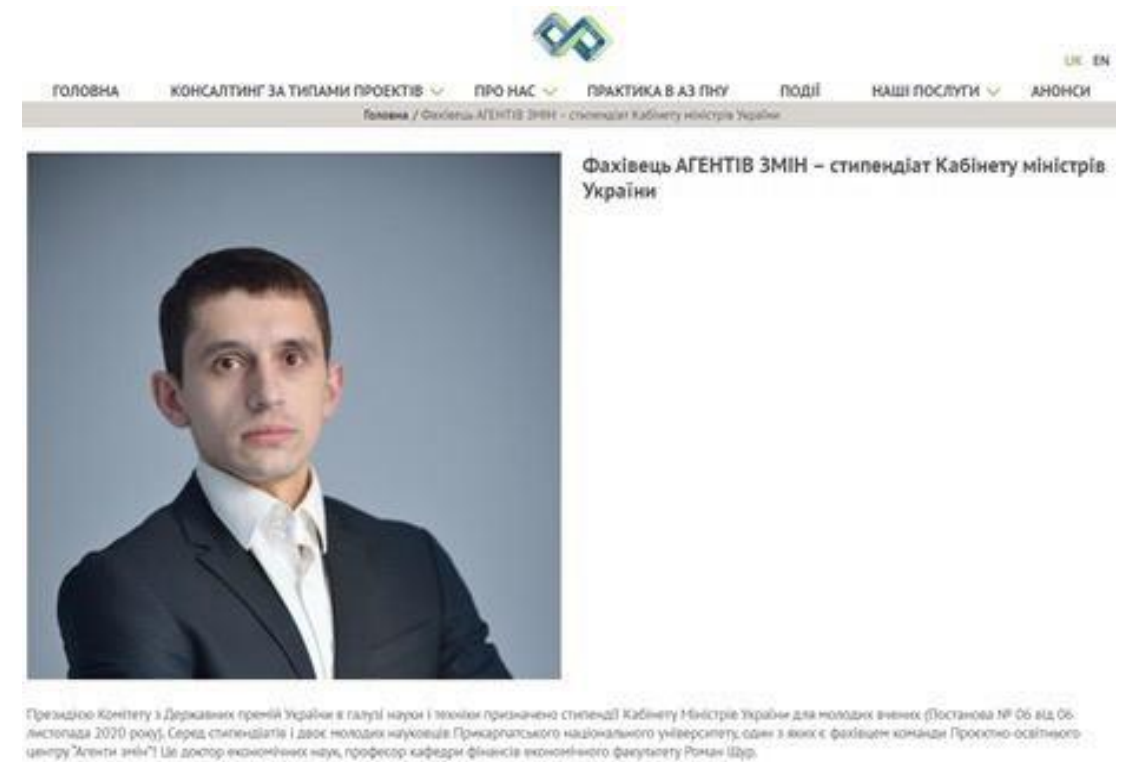 UK EN
ГОЛОВНА КОНСАЛТИНГ ЗА ТИПАМИ ПРОЕКТІВ ПРО НАС ПРАКТИКА В АЗ ПНУ ПОДІЇ НАШІ ПОСЛУГИ АНОНСИ
Головна / Фахівець АГЕНТІВ ЗМІН – стипендіат Кабінету міністрів України
Фахівець АГЕНТІВ ЗМІН – стипендіат Кабінету міністрів
України
Президією Комітету з Державних премій України в галузі науки і техніки призначено стипендії Кабінету Міністрів України для молодих вчених (Постанова № 06 від 06
листопада 2020 року). Серед стипендіатів і двоє молодих науковців Прикарпатського національного університету, один з яких є фахівцем команди Проєктно-освітнього
центру "Агенти змін"! Це доктор економічних наук, професор кафедри фінансів економічного факультету Роман Щур.